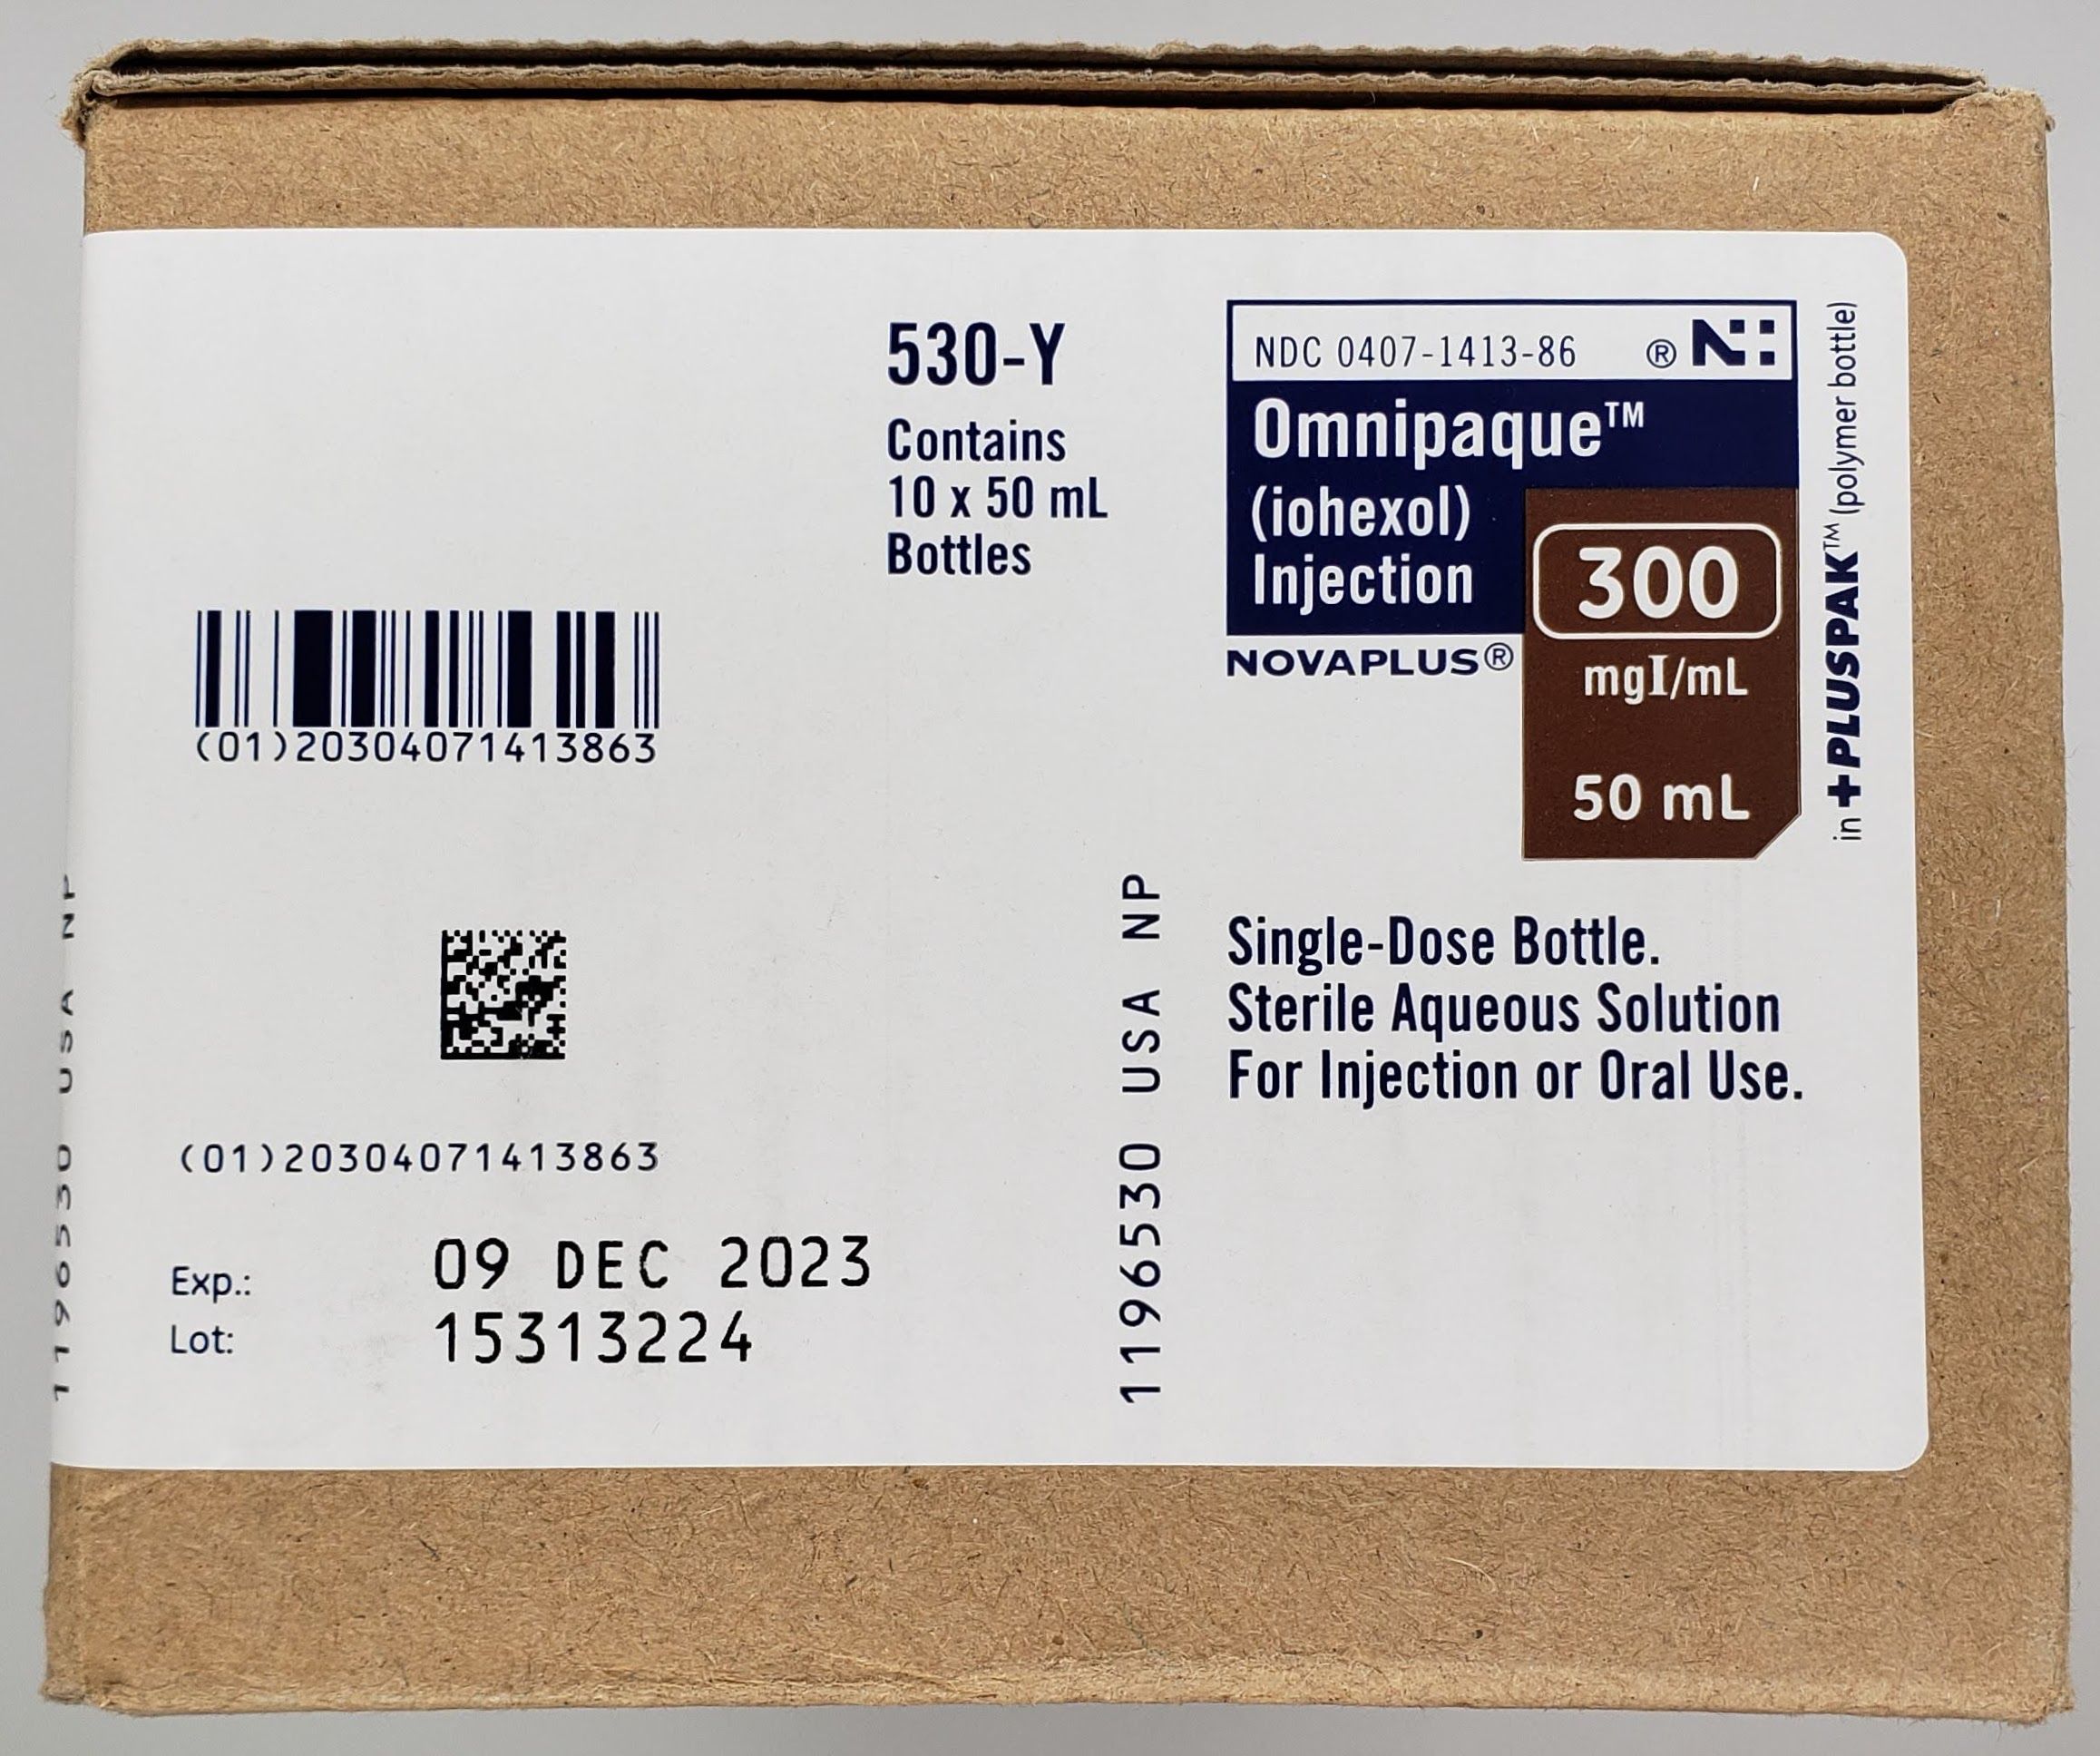 530-Y
Contains
10 x 50 mL
Bottles
(01)20304071413863
(01)20304071413863
Exp.: 09 DEC 2023
Lot: 15313224
1196530 USA NP
1196530 USA NP
NDC 0407-1413-86 ®
Omnipaque™
(iohexol)
Injection
NOVAPLUS®
300
mgI/mL
50 mL
in +PLUSPAK™ (polymer bottle)
Single-Dose Bottle.
Sterile Aqueous Solution
For Injection or Oral Use.